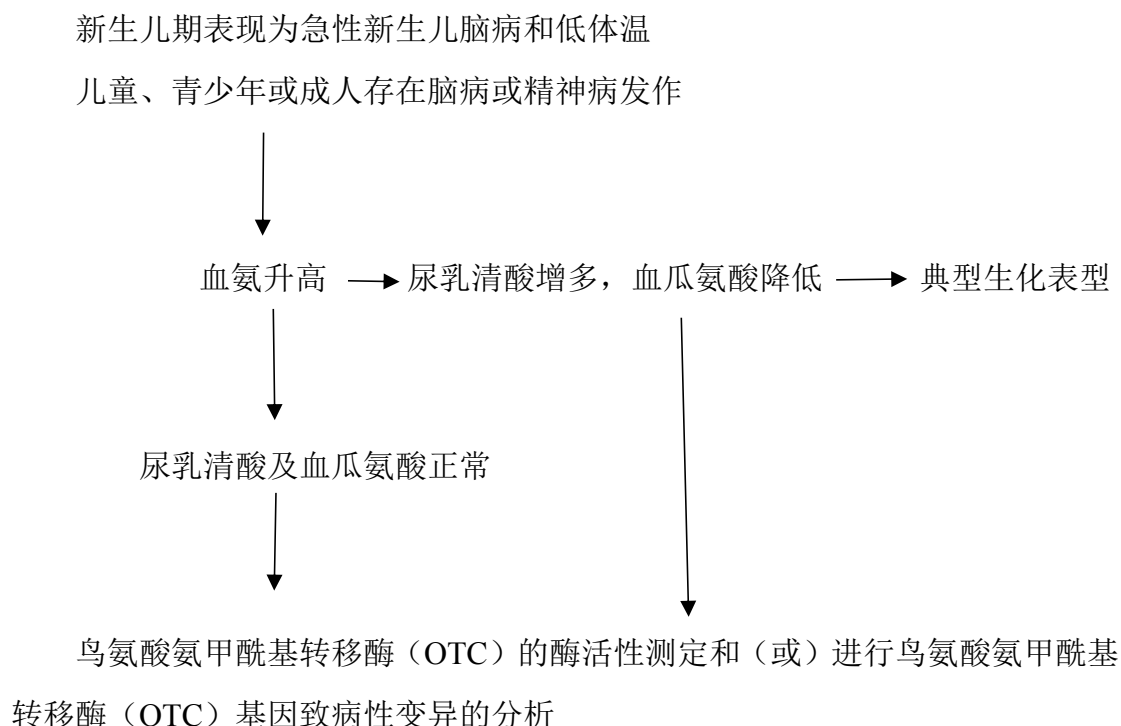 新生儿期表现为急性新生儿脑病和低体温
儿童、青少年或成人存在脑病或精神病发作
血氨升高 尿乳清酸增多，血瓜氨酸降低 典型生化表型
尿乳清酸及血瓜氨酸正常
鸟氨酸氨甲酰基转移酶（OTC）的酶活性测定和（或）进行鸟氨酸氨甲酰基
转移酶（OTC）基因致病性变异的分析